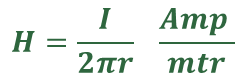 H = I / 2πr Amp / mtr